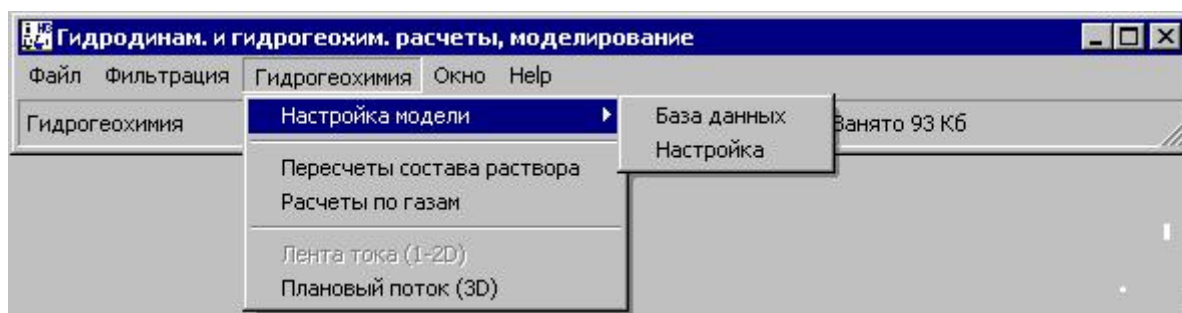 Гидродинам. и гидрогеохим. расчеты, моделирование
Файл Фильтрация Гидрогеохимия Окно Help
Гидрогеохимия
Занято 93 Кб
Настройка модели
База данных
Настройка
Пересчеты состава раствора
Расчеты по газам
Лента тока (1-2D)
Плановый поток (3D)